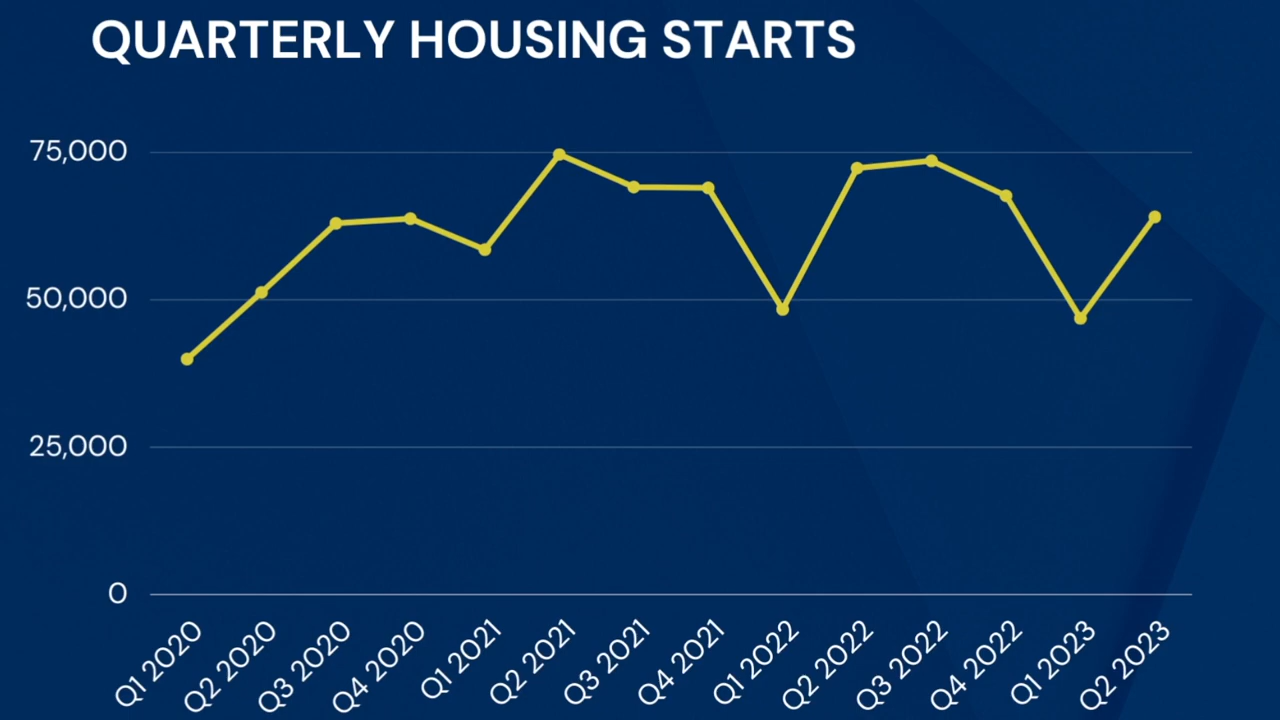 QUARTERLY HOUSING STARTS
75,000
50,000
25,000
0
Q1 2020
Q2 2020
Q3 2020
Q4 2020
Q1 2021
Q2 2021
Q3 2021
Q4 2021
Q1 2022
Q2 2022
Q3 2022
Q4 2022
Q1 2023
Q2 2023